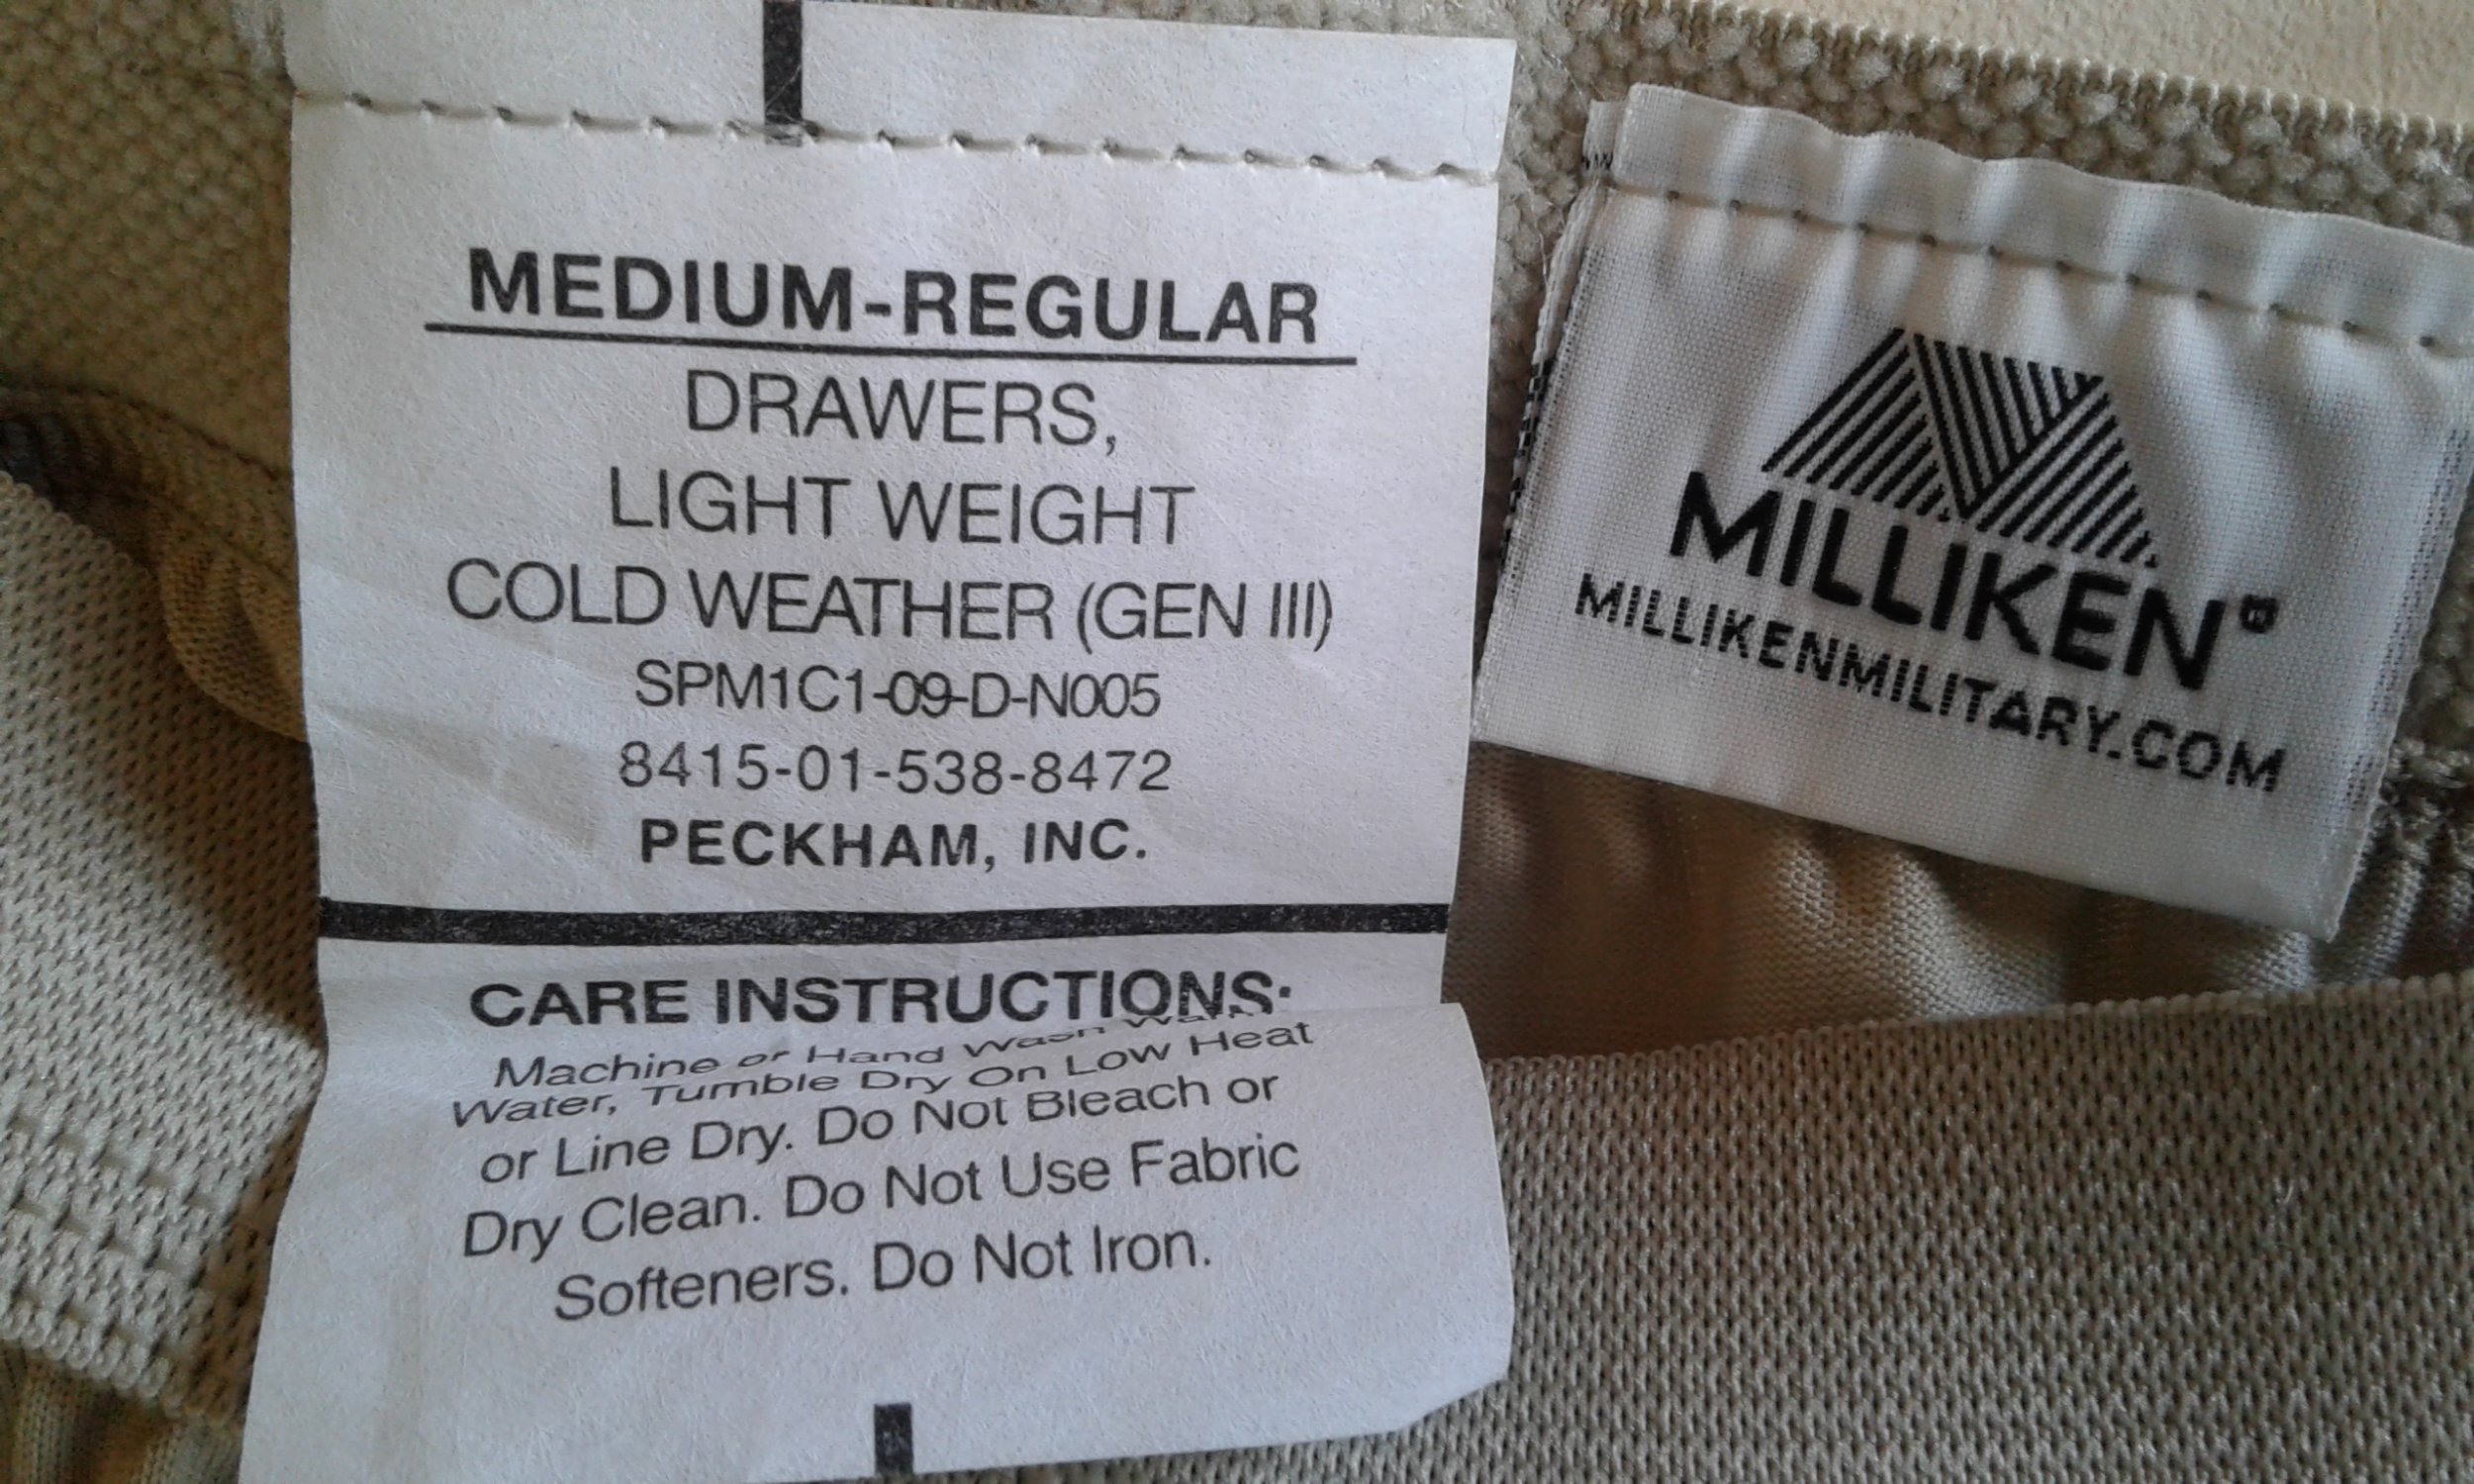 MEDIUM-REGULAR
DRAWERS,
LIGHT WEIGHT
COLD WEATHER (GEN III)
SPM1C1-09-D-N005
8415-01-538-8472
PECKHAM, INC.
CARE INSTRUCTIONS:
Machine or Hand Wash Warm
Water, Tumble Dry On Low Heat
or Line Dry. Do Not Bleach or
Dry Clean. Do Not Use Fabric
Softeners. Do Not Iron.
MILLIKEN®
MILLIKENMILITARY.COM